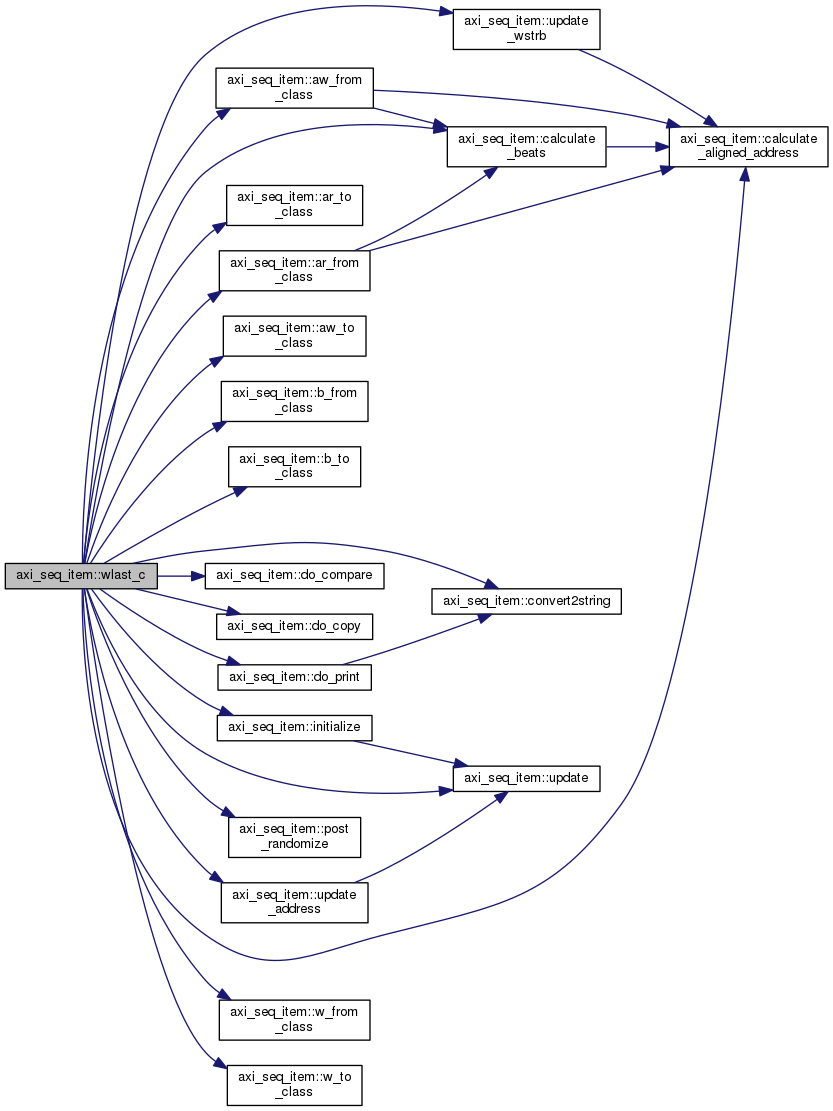 axi_seq_item::update
_wstrb
axi_seq_item::aw_from
_class
axi_seq_item::calculate
_beats
axi_seq_item::calculate
_aligned_address
axi_seq_item::ar_to
_class
axi_seq_item::ar_from
_class
axi_seq_item::aw_to
_class
axi_seq_item::b_from
_class
axi_seq_item::b_to
_class
axi_seq_item::wlast_c
axi_seq_item::do_compare
axi_seq_item::convert2string
axi_seq_item::do_copy
axi_seq_item::do_print
axi_seq_item::initialize
axi_seq_item::update
axi_seq_item::post
_randomize
axi_seq_item::update
_address
axi_seq_item::w_from
_class
axi_seq_item::w_to
_class